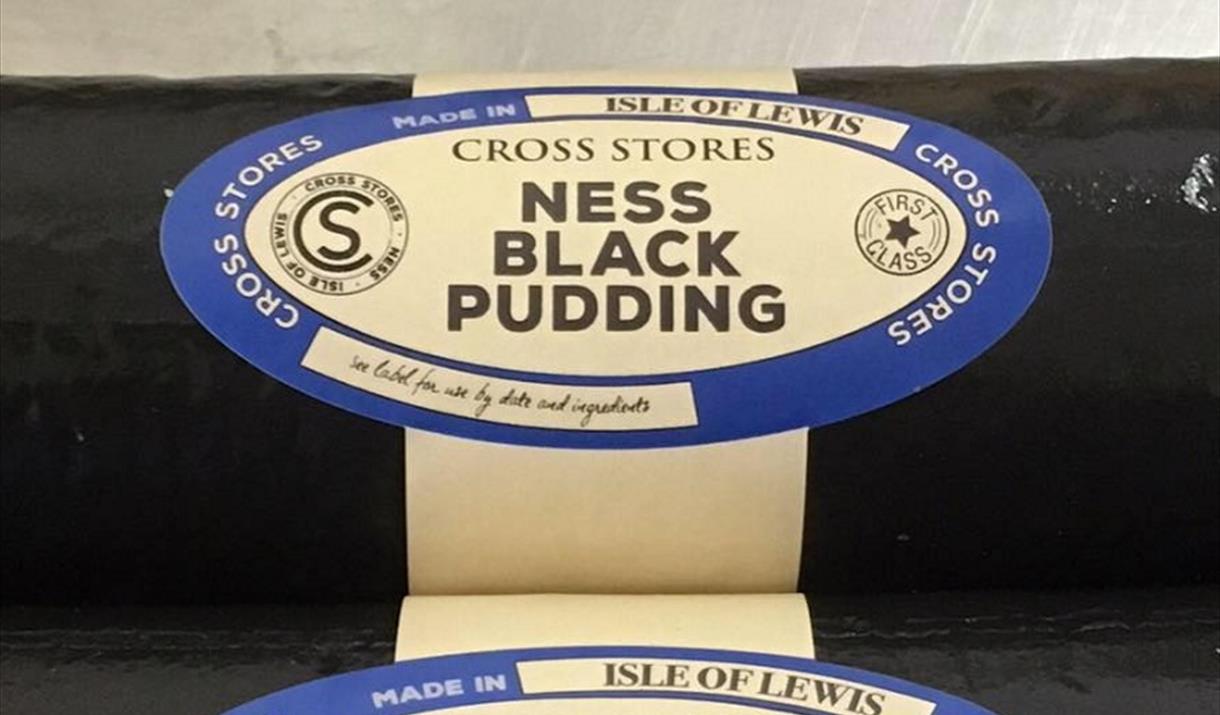 MADE IN ISLE OF LEWIS
CROSS STORES
CROSS STORES
CROSS STORES
NESS
BLACK
PUDDING
CROSS STORES · NESS · ISLE OF LEWIS ·
CS
FIRST
CLASS
see label for use by date and ingredients
MADE IN ISLE OF LEWIS